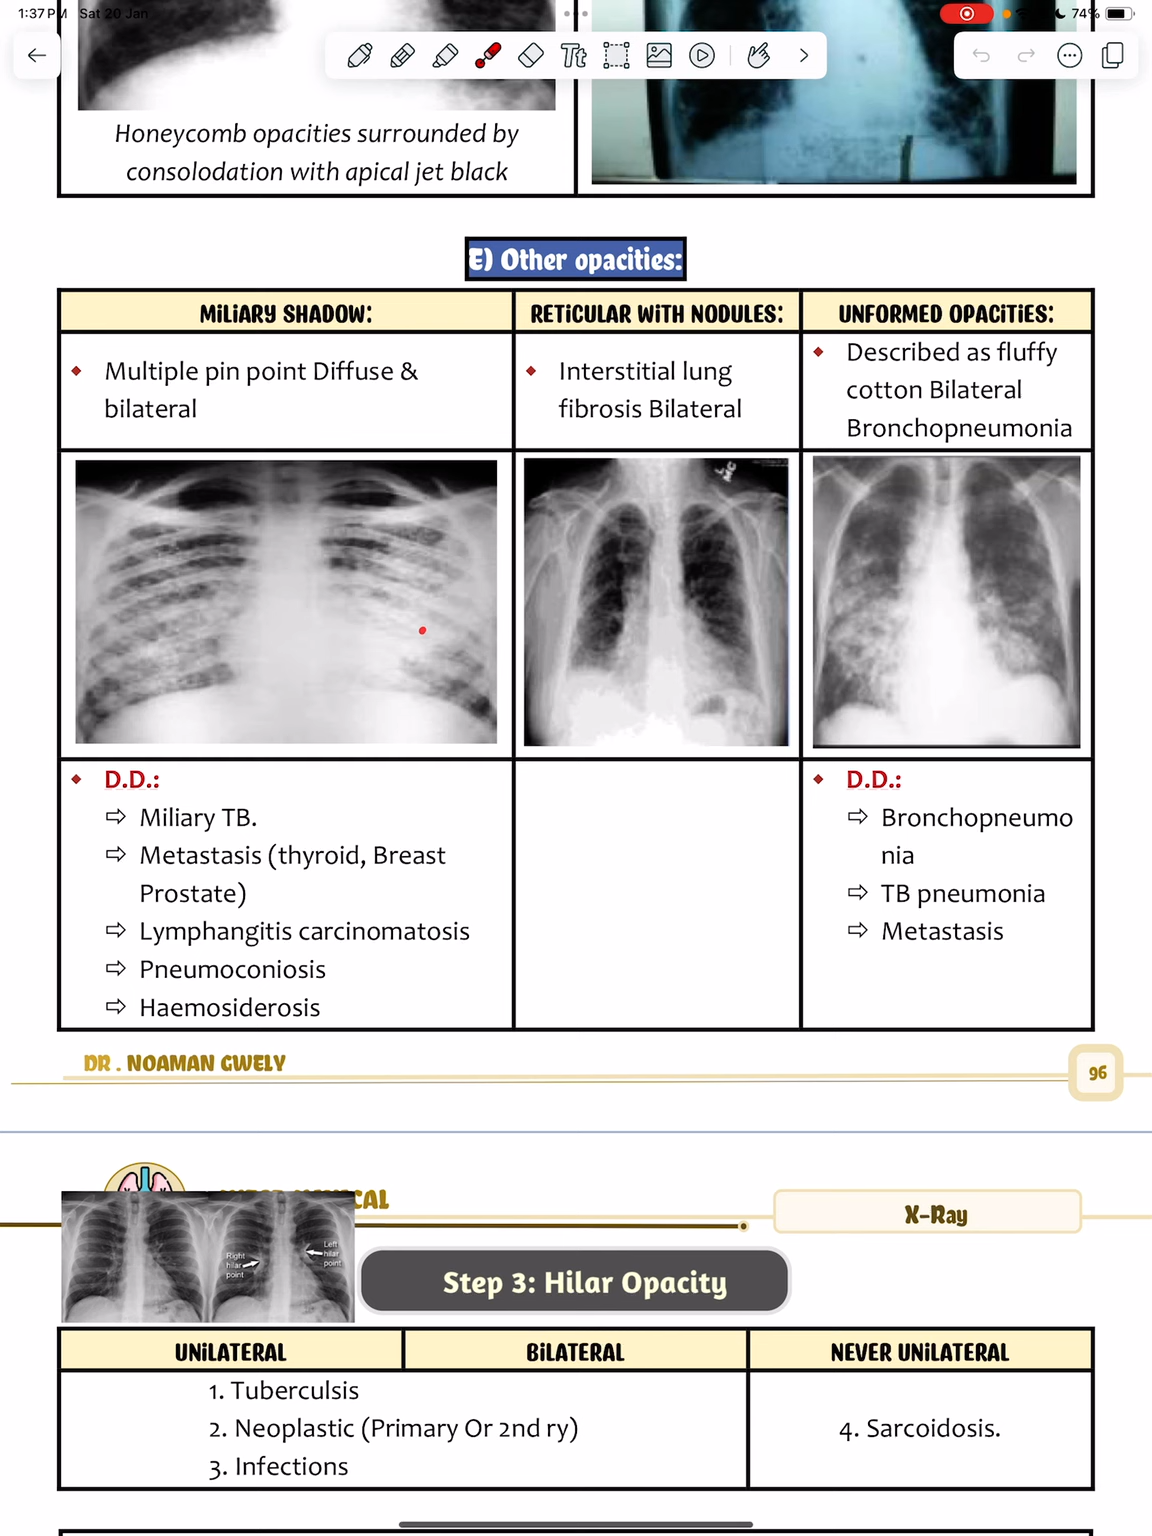 1:37 PM Sat 20 Jan
74%
Tt
Honeycomb opacities surrounded by
consolodation with apical jet black
E) Other opacities:
MILIARY SHADOW:
RETICULAR WITH NODULES:
UNFORMED OPACITIES:
Multiple pin point Diffuse &
bilateral
Interstitial lung
fibrosis Bilateral
Described as fluffy
cotton Bilateral
Bronchopneumonia
D.D.:
⇨ Miliary TB.
⇨ Metastasis (thyroid, Breast
Prostate)
⇨ Lymphangitis carcinomatosis
⇨ Pneumoconiosis
⇨ Haemosiderosis
D.D.:
⇨ Bronchopneumo
nia
⇨ TB pneumonia
⇨ Metastasis
DR . NOAMAN GWELY
96
X-Ray
Right
hilar
point
Left
hilar
point
Step 3: Hilar Opacity
UNILATERAL
BILATERAL
NEVER UNILATERAL
1. Tuberculsis
2. Neoplastic (Primary Or 2nd ry)
3. Infections
4. Sarcoidosis.